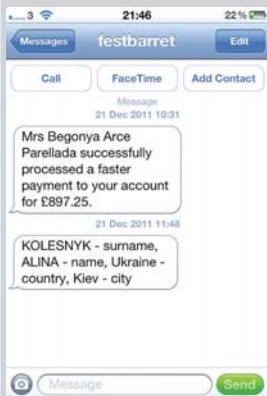 3 21:46 22 %
Messages festbarret Edit
Call FaceTime Add Contact
Message
21 Dec 2011 10:31
Mrs Begonya Arce
Parellada successfully
processed a faster
payment to your account
for £897.25.
21 Dec 2011 11:48
KOLESNYK - surname,
ALINA - name, Ukraine -
country, Kiev - city
Message Send